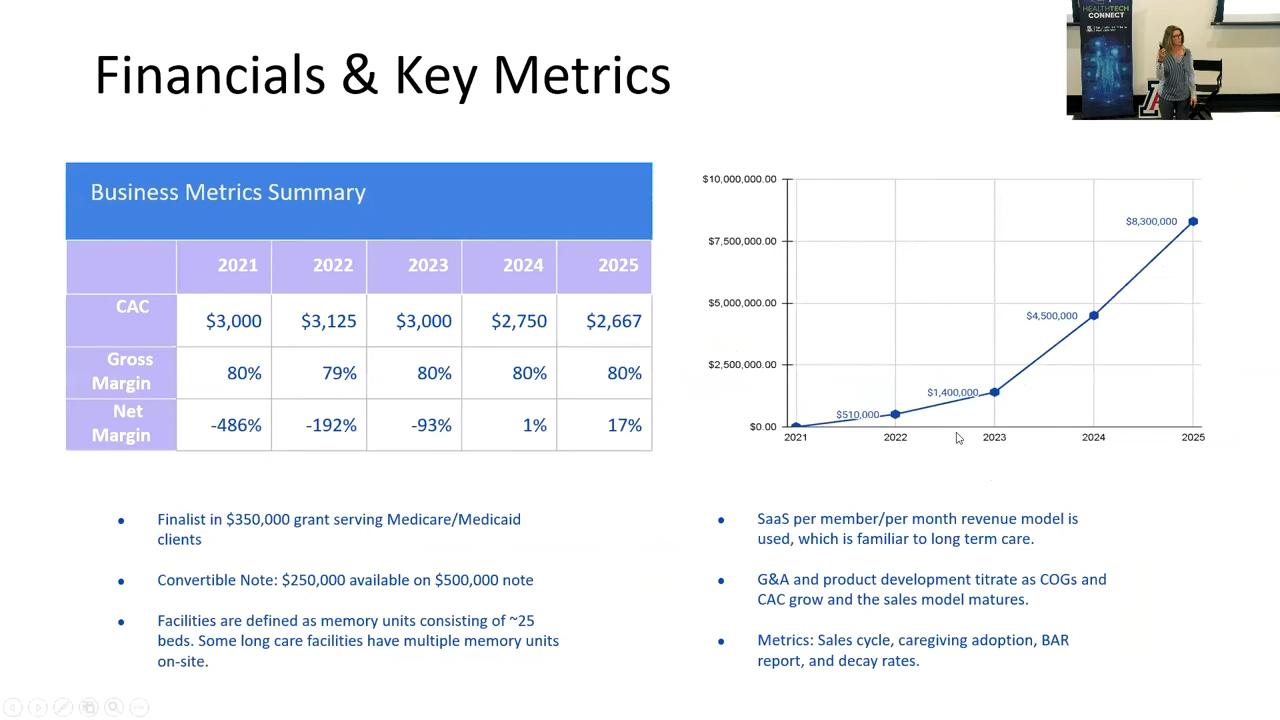 HEALTHTECH
CONNECT
Financials & Key Metrics
Business Metrics Summary
2021 2022 2023 2024 2025
CAC $3,000 $3,125 $3,000 $2,750 $2,667
Gross
Margin 80% 79% 80% 80% 80%
Net
Margin -486% -192% -93% 1% 17%
$10,000,000.00
$7,500,000.00
$5,000,000.00
$2,500,000.00
$0.00
$510,000
$1,400,000
$4,500,000
$8,300,000
2021 2022 2023 2024 2025
• Finalist in $350,000 grant serving Medicare/Medicaid
clients
• Convertible Note: $250,000 available on $500,000 note
• Facilities are defined as memory units consisting of ~25
beds. Some long care facilities have multiple memory units
on-site.
• SaaS per member/per month revenue model is
used, which is familiar to long term care.
• G&A and product development titrate as COGs and
CAC grow and the sales model matures.
• Metrics: Sales cycle, caregiving adoption, BAR
report, and decay rates.